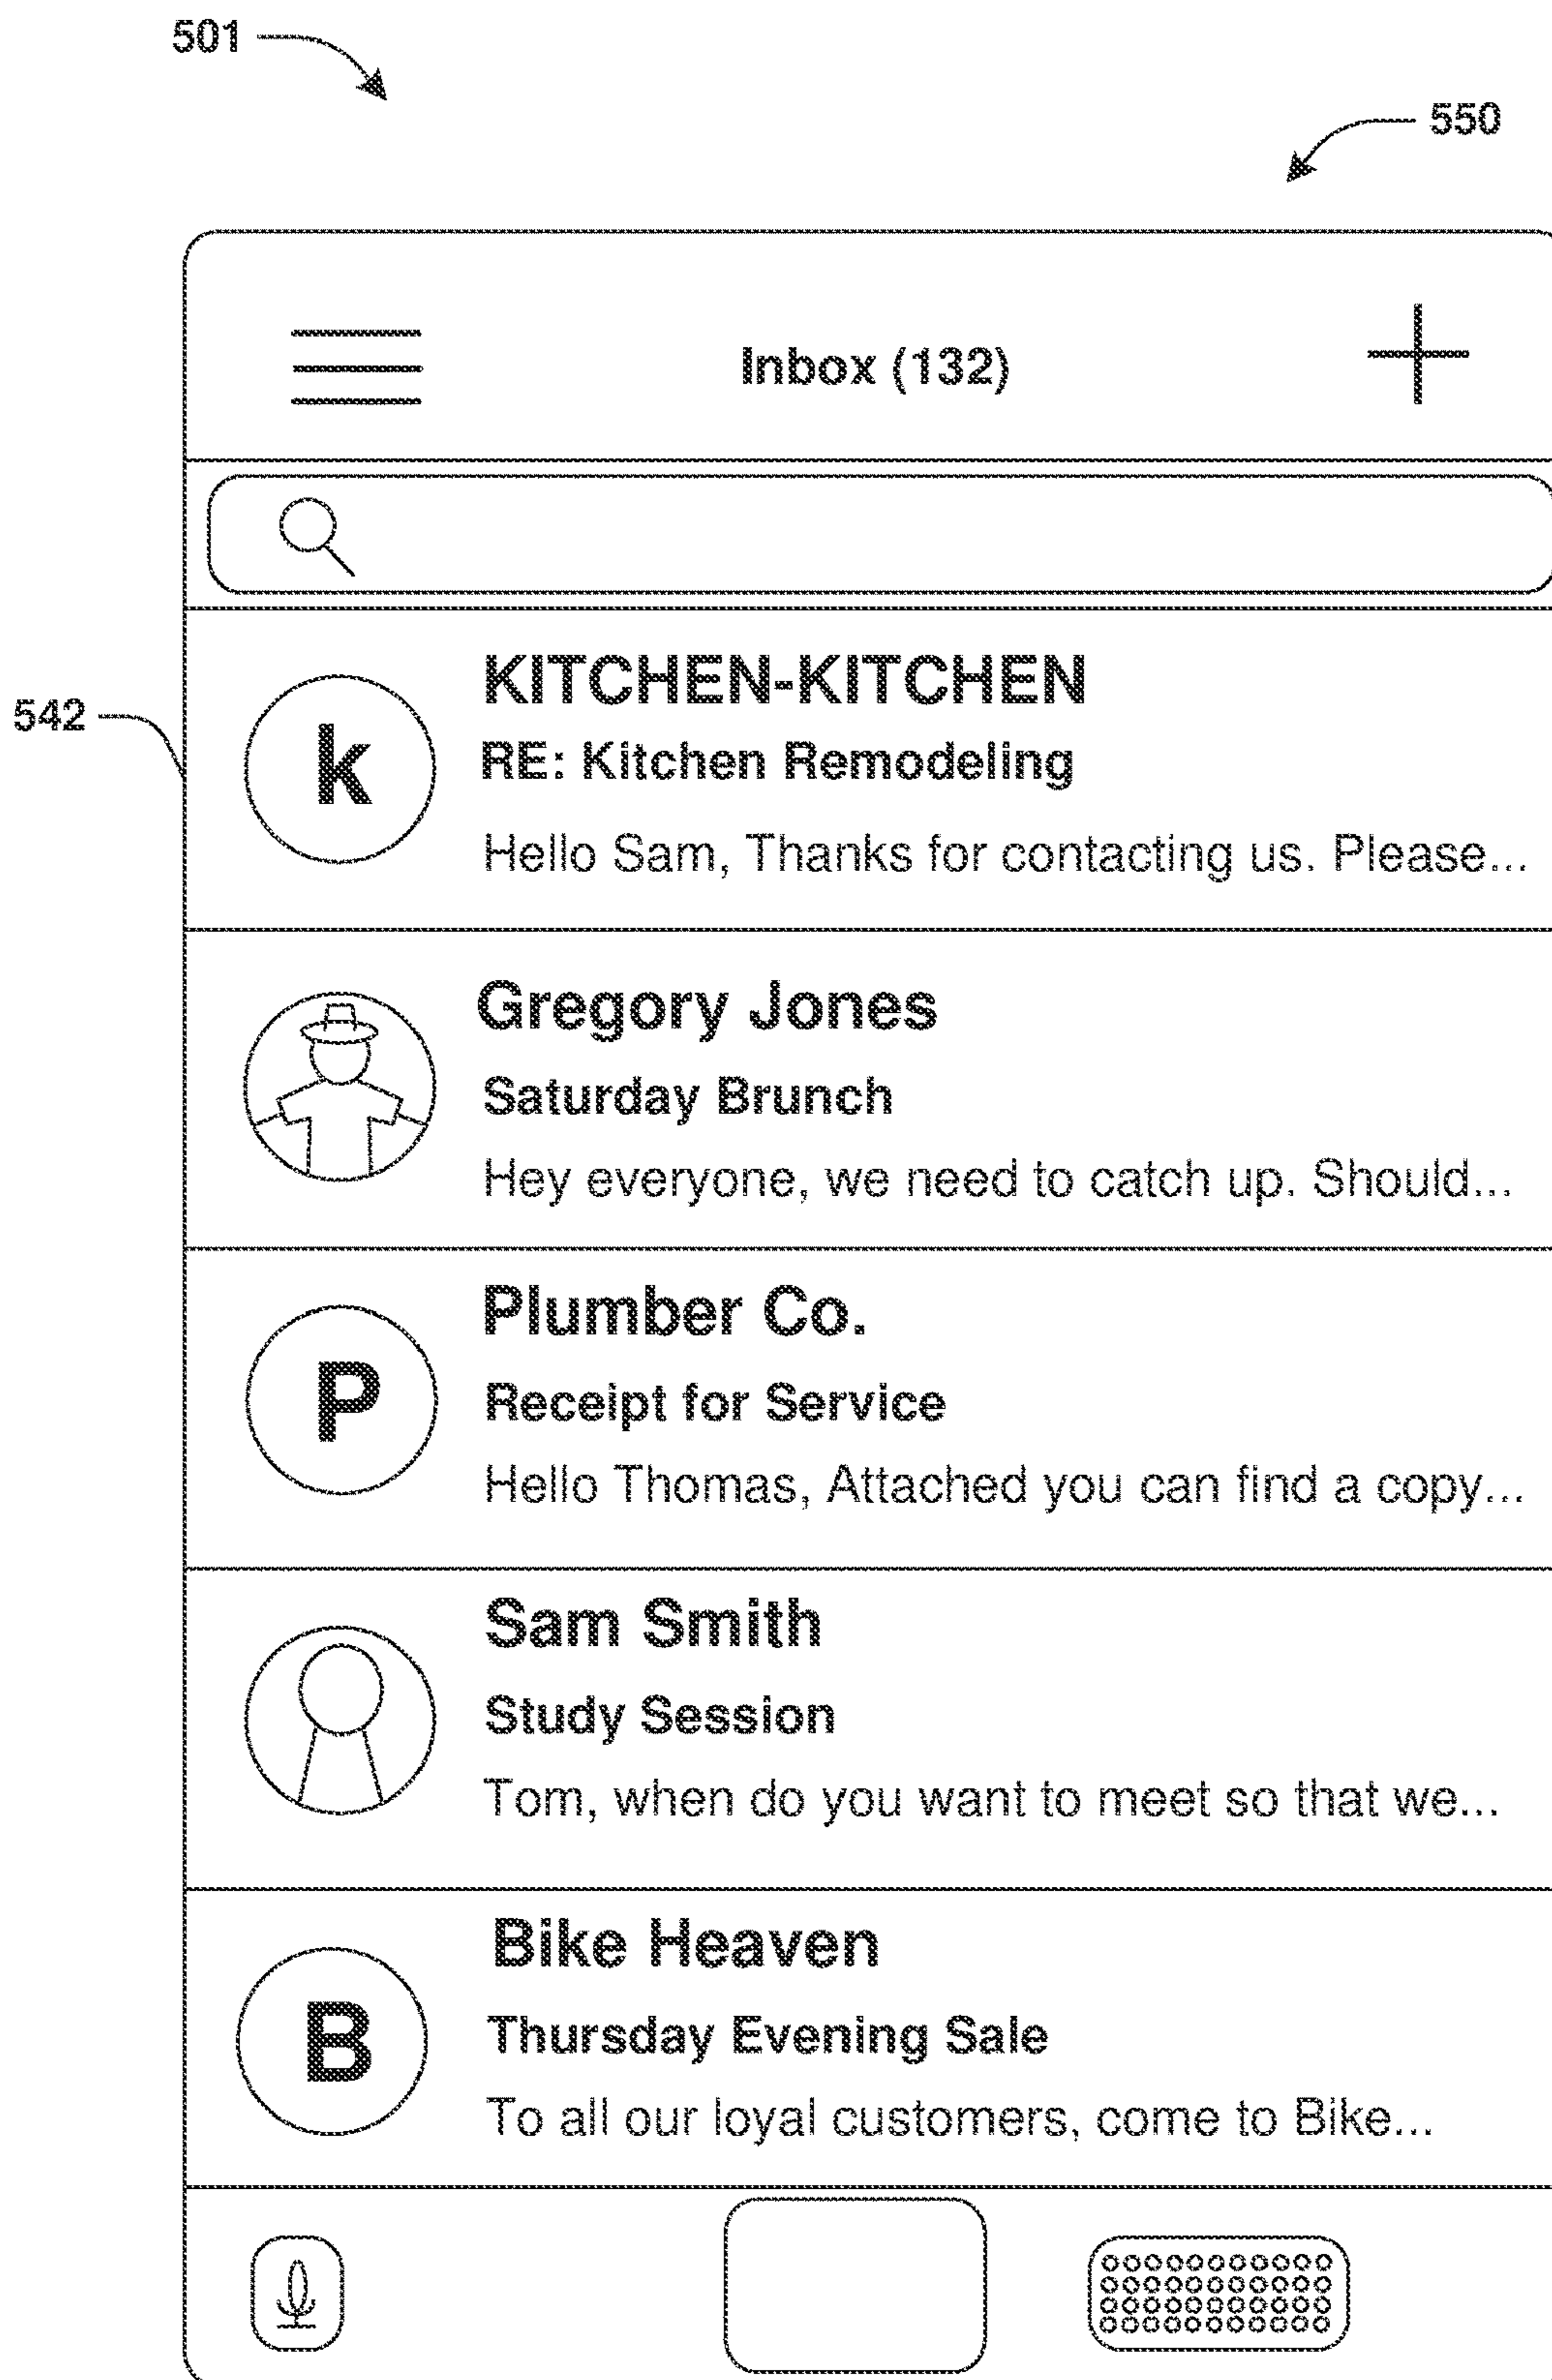 501
550
Inbox (132)
542
k
KITCHEN-KITCHEN
RE: Kitchen Remodeling
Hello Sam, Thanks for contacting us. Please...
Gregory Jones
Saturday Brunch
Hey everyone, we need to catch up. Should...
P
Plumber Co.
Receipt for Service
Hello Thomas, Attached you can find a copy...
Sam Smith
Study Session
Tom, when do you want to meet so that we...
B
Bike Heaven
Thursday Evening Sale
To all our loyal customers, come to Bike...